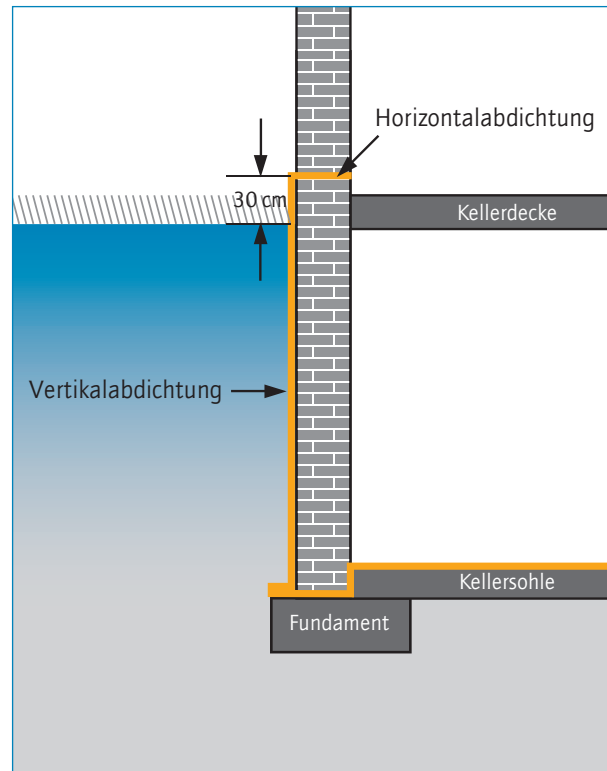 Horizontalabdichtung
30 cm
Kellerdecke
Vertikalabdichtung
Kellersohle
Fundament